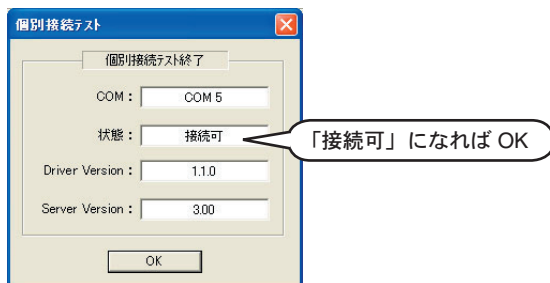 個別接続テスト
個別接続テスト終了
COM : COM 5
状態 : 接続可
「接続可」になれば OK
Driver Version : 1.1.0
Server Version : 3.00
OK